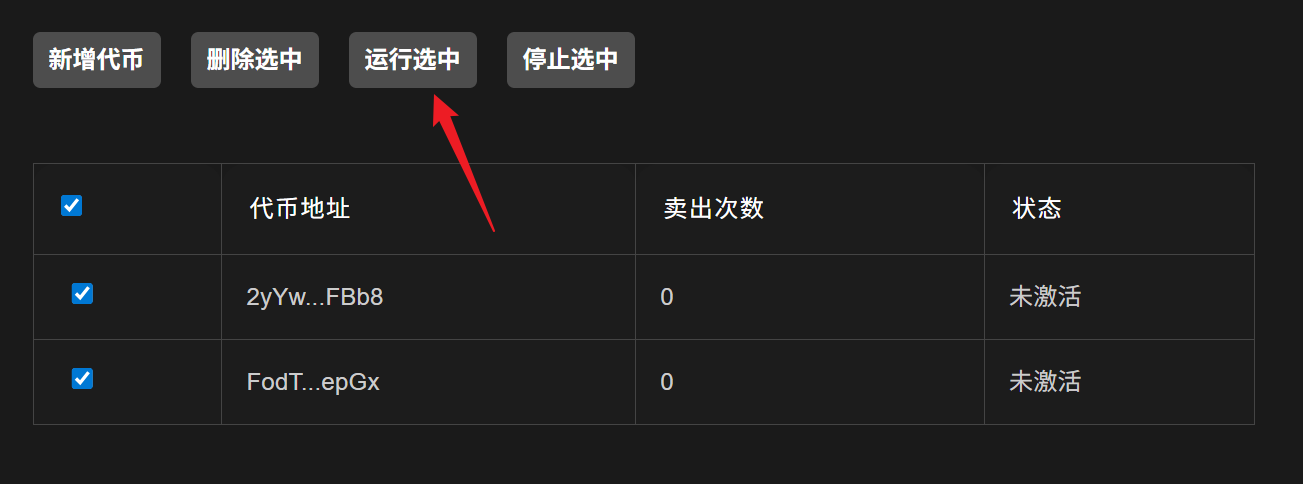 新增代币 删除选中 运行选中 停止选中
代币地址 卖出次数 状态
2yYw...FBb8 0 未激活
FodT...epGx 0 未激活